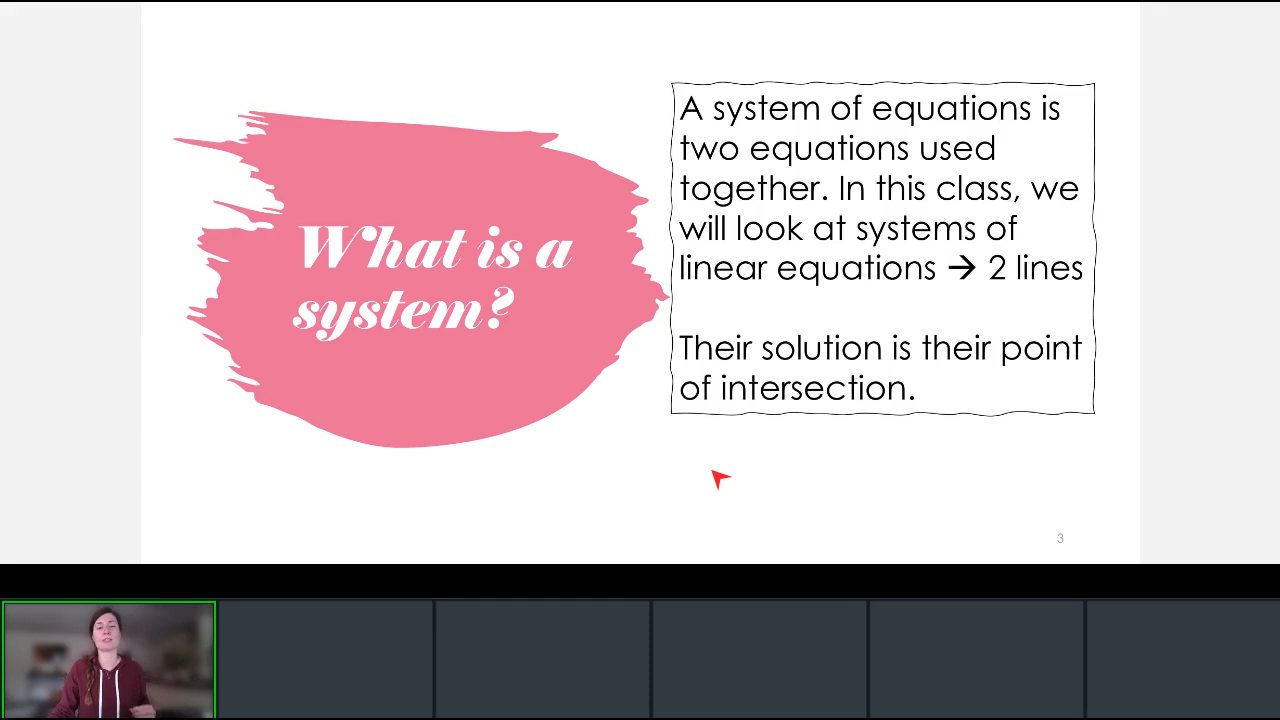 What is a
system?
A system of equations is
two equations used
together. In this class, we
will look at systems of
linear equations → 2 lines
Their solution is their point
of intersection.
3